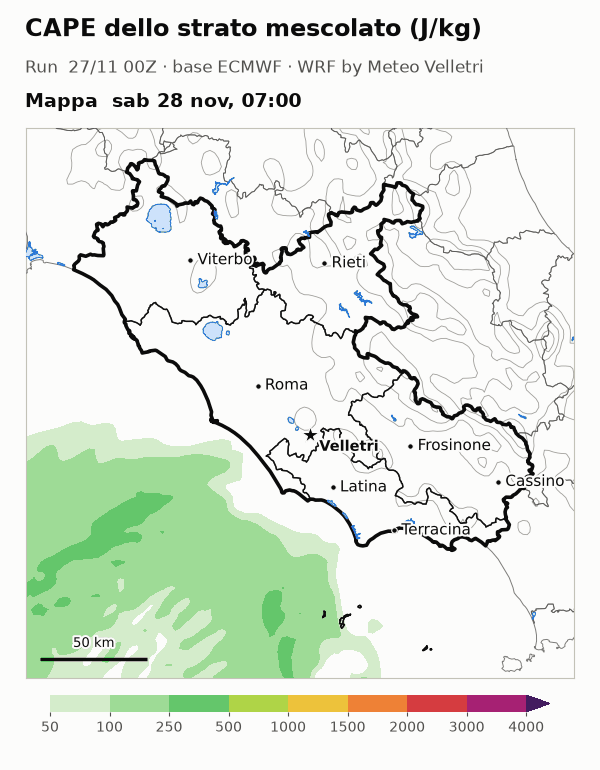 CAPE dello strato mescolato (J/kg)
Run  27/11 00Z · base ECMWF · WRF by Meteo Velletri
Mappa  sab 28 nov, 07:00
Viterbo
Rieti
Roma
Velletri
Frosinone
Cassino
Latina
Terracina
50 km
50 100 250 500 1000 1500 2000 3000 4000